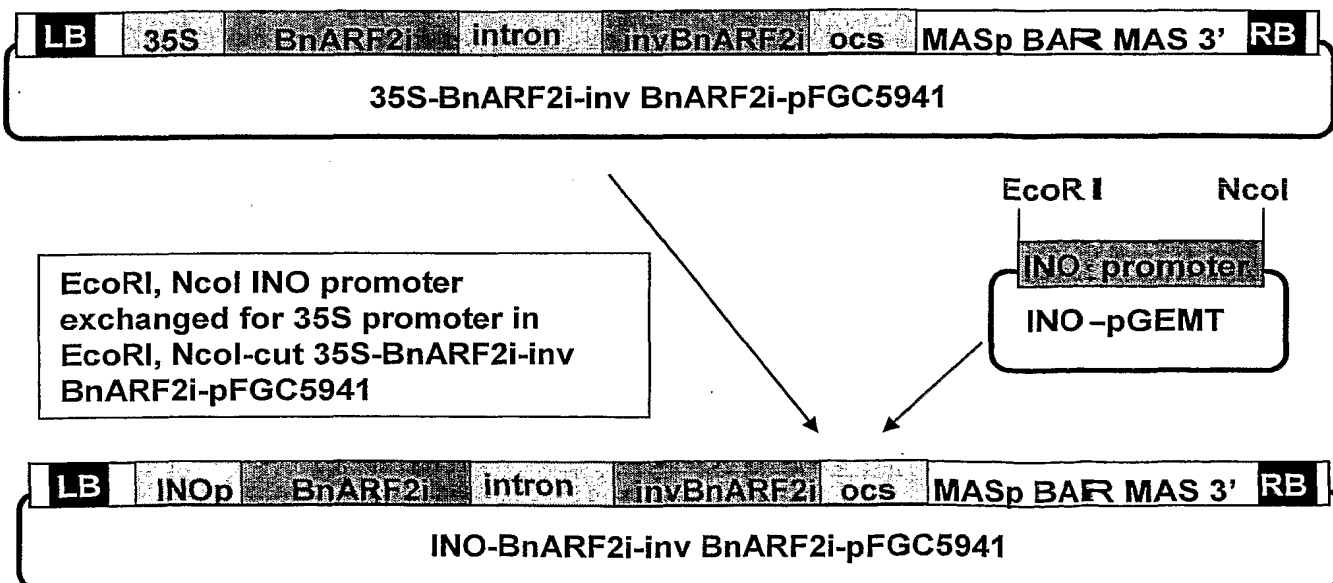 LB 35S BnARF2i intron invBnARF2i ocs MASp BAR MAS 3’ RB
35S-BnARF2i-inv BnARF2i-pFGC5941
EcoRI NcoI
INO promoter
INO-pGEMT
EcoRI, NcoI INO promoter
exchanged for 35S promoter in
EcoRI, NcoI-cut 35S-BnARF2i-inv
BnARF2i-pFGC5941
LB INOp BnARF2i intron invBnARF2i ocs MASp BAR MAS 3’ RB
INO-BnARF2i-inv BnARF2i-pFGC5941